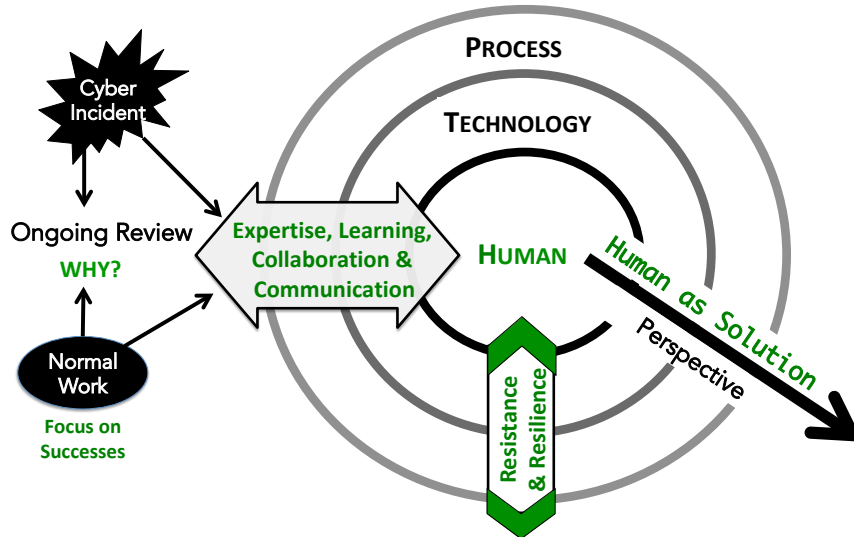 PROCESS
TECHNOLOGY
HUMAN
Cyber
Incident
Ongoing Review
WHY?
Normal
Work
Focus on
Successes
Expertise, Learning,
Collaboration &
Communication
Resistance
& Resilience
Human as Solution
Perspective